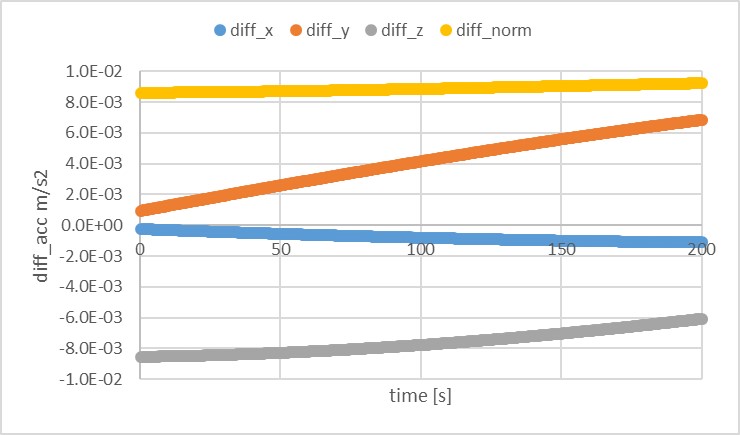 diff_x diff_y diff_z diff_norm
1.0E-02
8.0E-03
6.0E-03
4.0E-03
2.0E-03
0.0E+00
0 50 100 150 200
-2.0E-03
-4.0E-03
-6.0E-03
-8.0E-03
-1.0E-02
diff_acc m/s2
time [s]